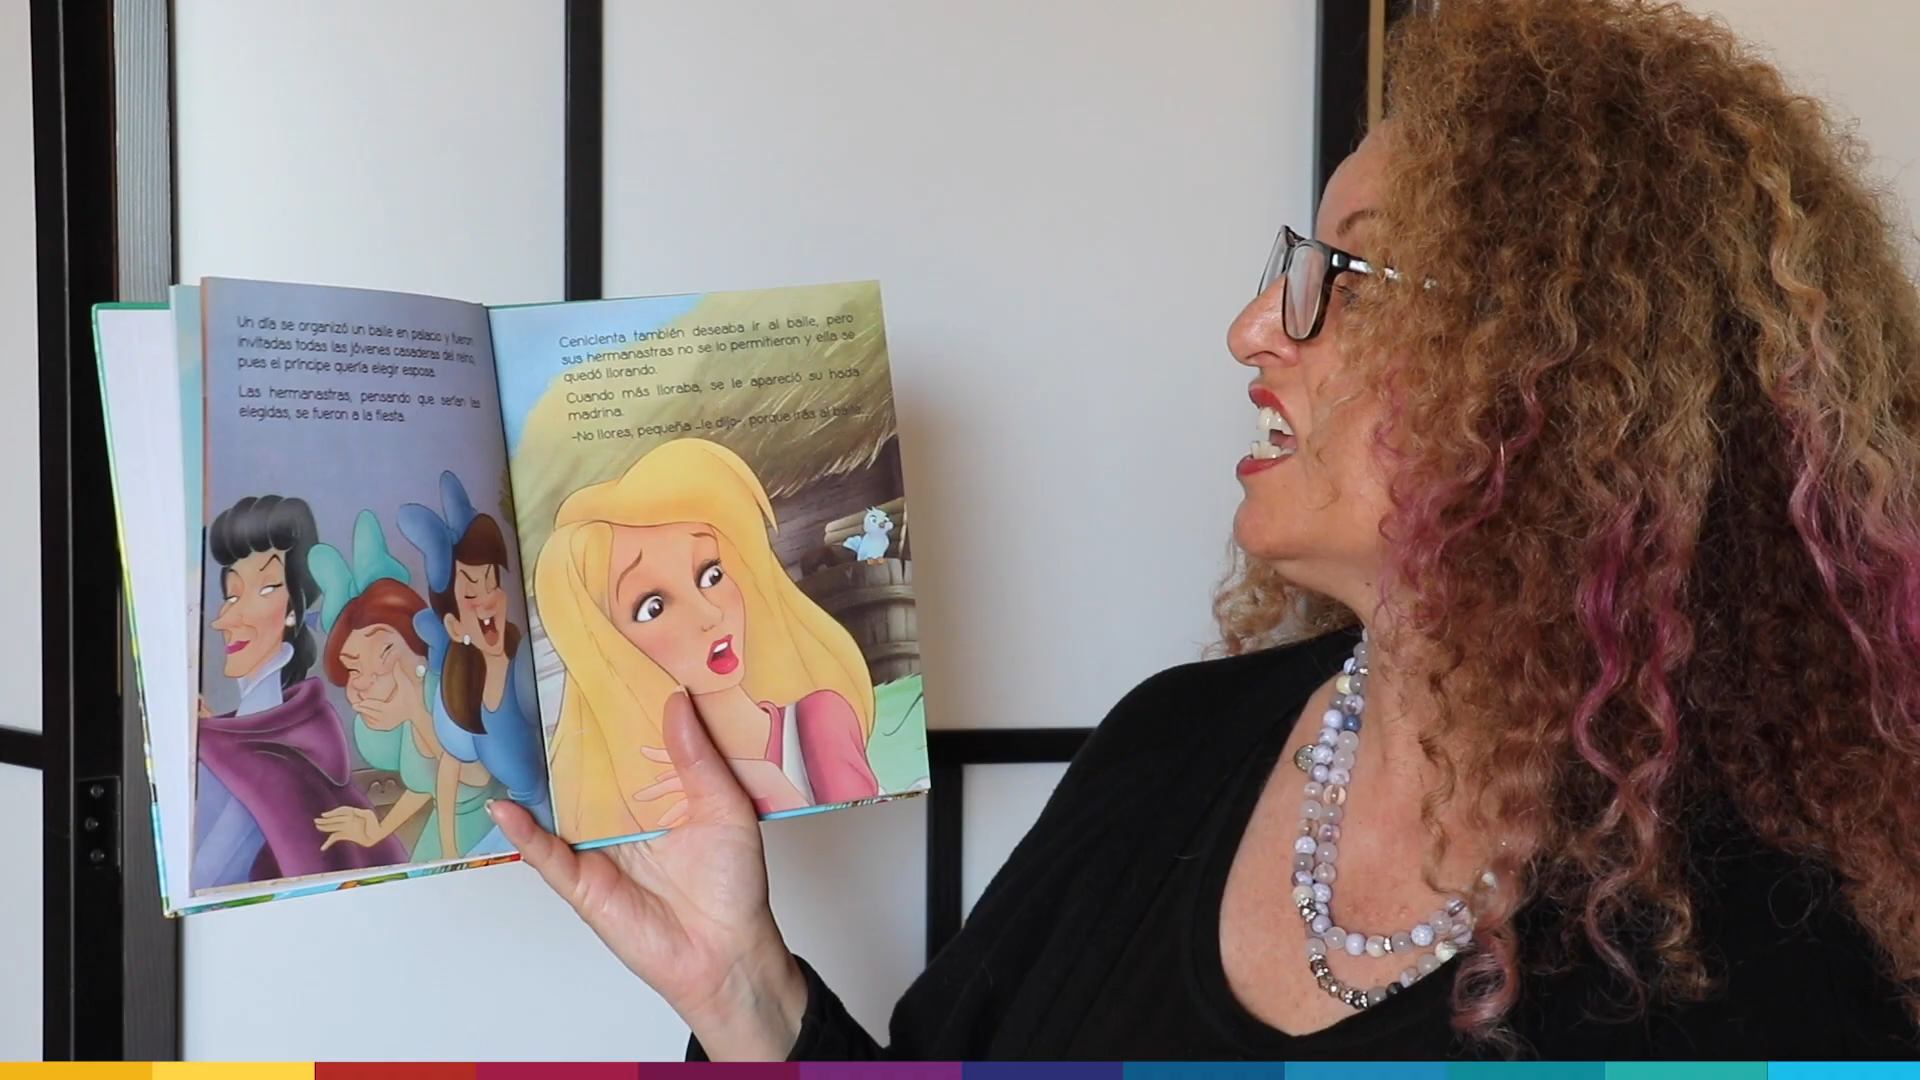 Un día se organizó un baile en palacio y fueron
invitadas todas las jóvenes casaderas del reino,
pues el príncipe quería elegir esposa.
Las hermanastras, pensando que serían las
elegidas, se fueron a la fiesta.
Cenicienta también deseaba ir al baile, pero
sus hermanastras no se lo permitieron y ella se
quedó llorando.
Cuando más lloraba, se le apareció su hada
madrina.
-No llores, pequeña -le dijo-, porque irás al baile.